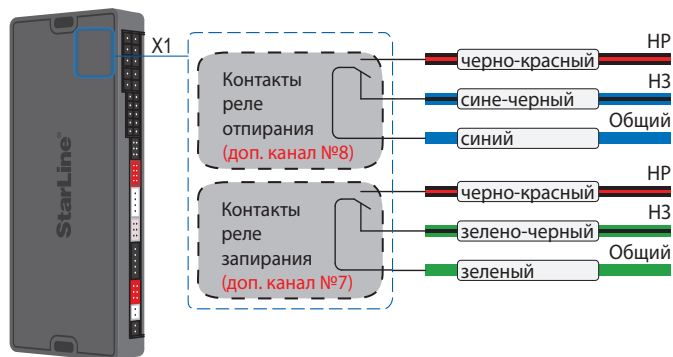 StarLine®
X1
Контакты
реле
отпирания
(доп. канал №8)
черно-красный
НР
сине-черный
НЗ
синий
Общий
Контакты
реле
запирания
(доп. канал №7)
черно-красный
НР
зелено-черный
НЗ
зеленый
Общий